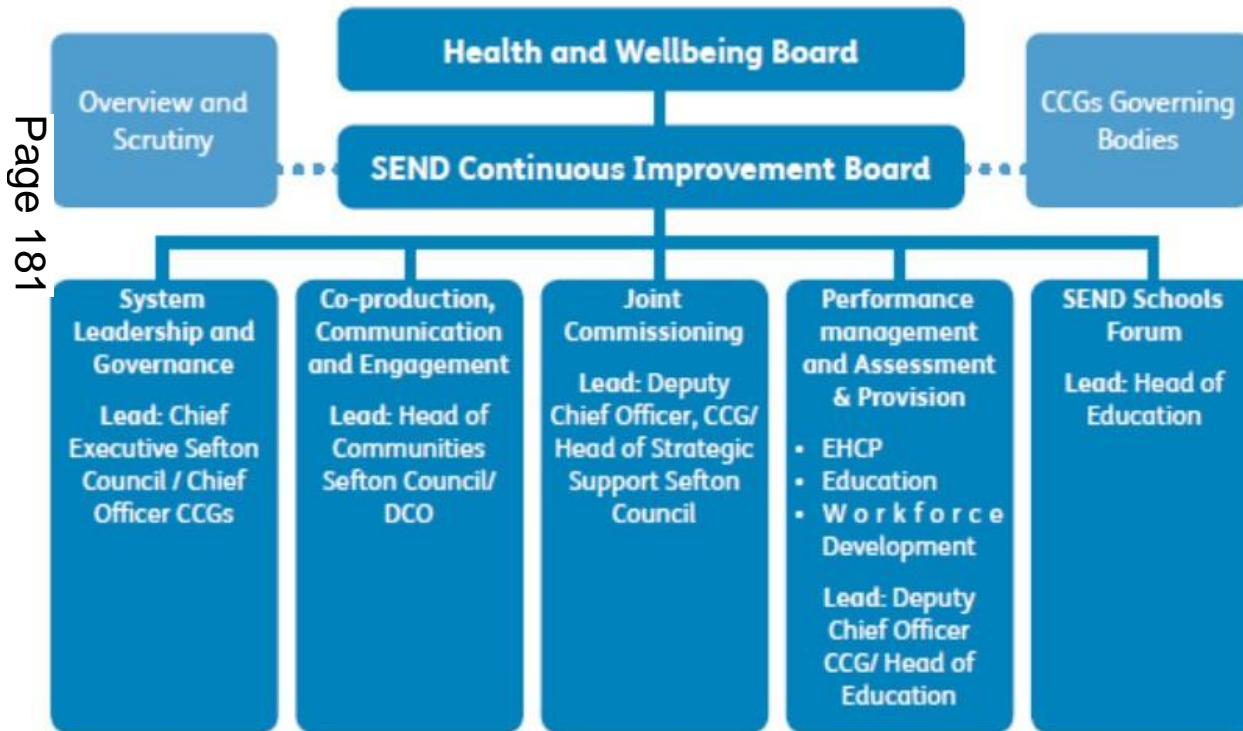 Page 181
Health and Wellbeing Board
Overview and
Scrutiny
CCGs Governing
Bodies
SEND Continuous Improvement Board
System
Leadership and
Governance
Lead: Chief
Executive Sefton
Council / Chief
Officer CCGs
Co-production,
Communication
and Engagement
Lead: Head of
Communities
Sefton Council/
DCO
Joint
Commissioning
Lead: Deputy
Chief Officer, CCG/
Head of Strategic
Support Sefton
Council
Performance
management
and Assessment
& Provision
• EHCP
• Education
• W o r k f o r c e
Development
Lead: Deputy
Chief Officer
CCG/ Head of
Education
SEND Schools
Forum
Lead: Head of
Education